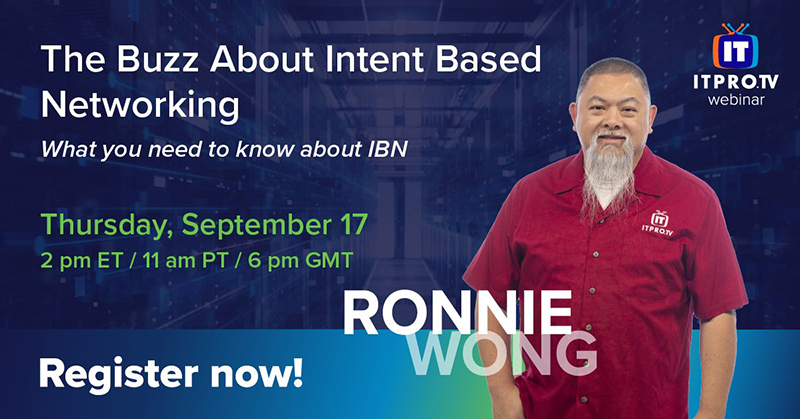 The Buzz About Intent Based
Networking
What you need to know about IBN
Thursday, September 17
2 pm ET / 11 am PT / 6 pm GMT
RONNIE
WONG
Register now!
IT
ITPRO.TV
webinar
IT
ITPRO.TV